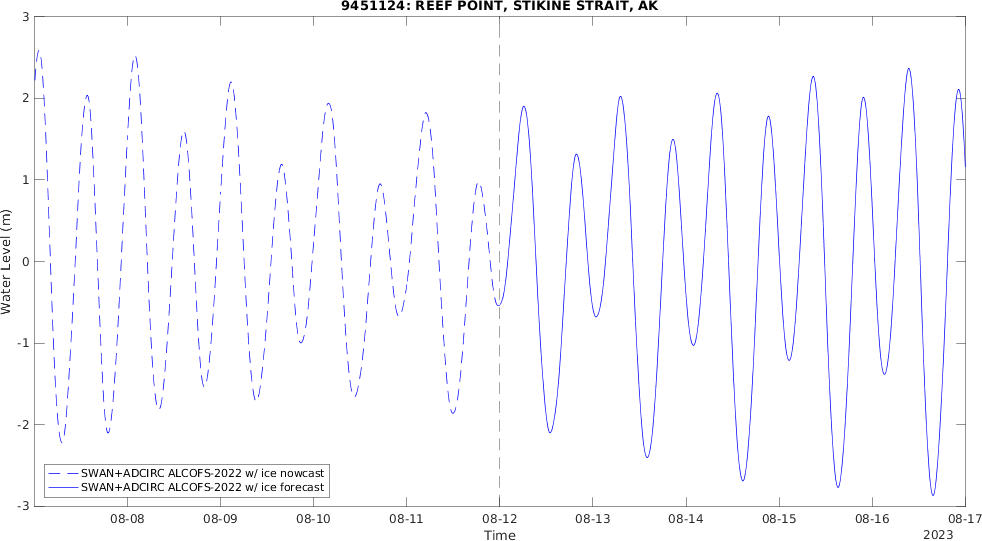 9451124: REEF POINT, STIKINE STRAIT, AK
3
2
1
0
-1
-2
-3
Water Level (m)
SWAN+ADCIRC ALCOFS-2022 w/ ice nowcast
SWAN+ADCIRC ALCOFS-2022 w/ ice forecast
08-08 08-09 08-10 08-11 08-12 08-13 08-14 08-15 08-16 08-17
Time
2023